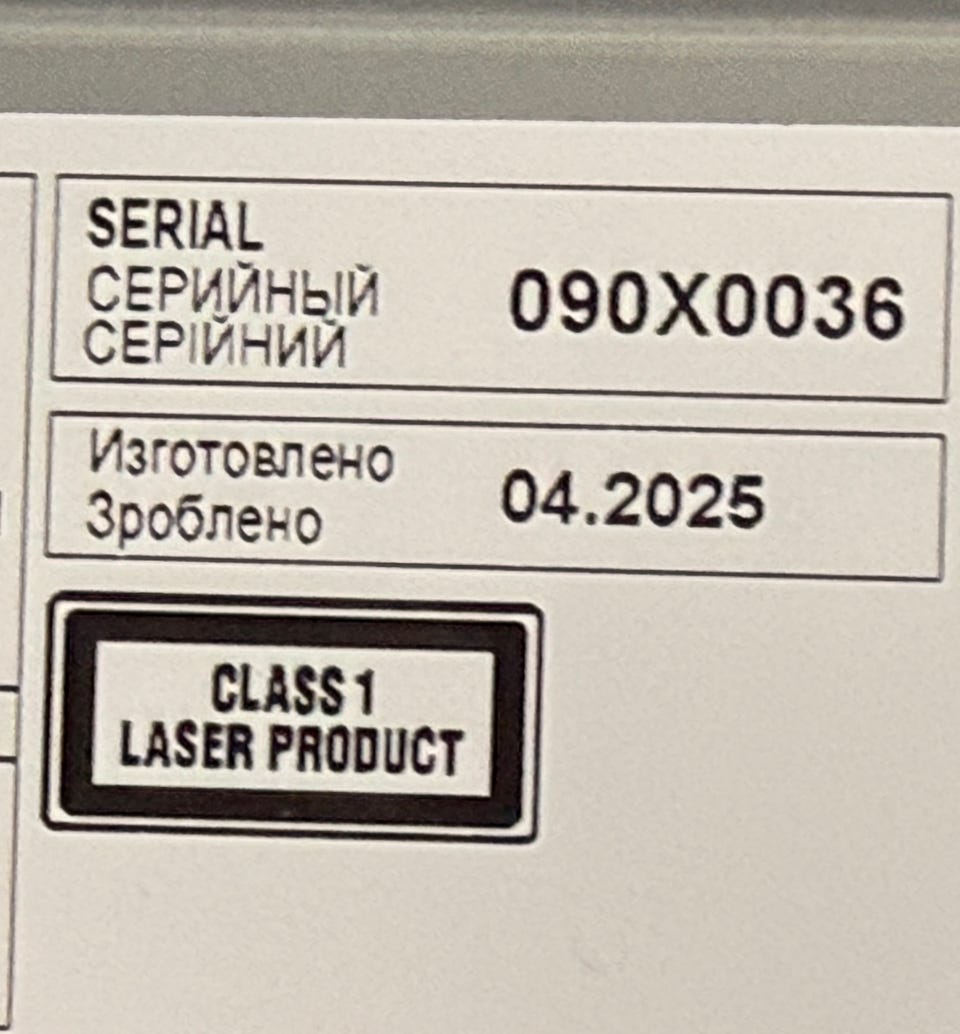 SERIAL
СЕРИЙНЫЙ
СЕРІЙНИЙ
090X0036
Изготовлено
Зроблено
04.2025
CLASS 1
LASER PRODUCT